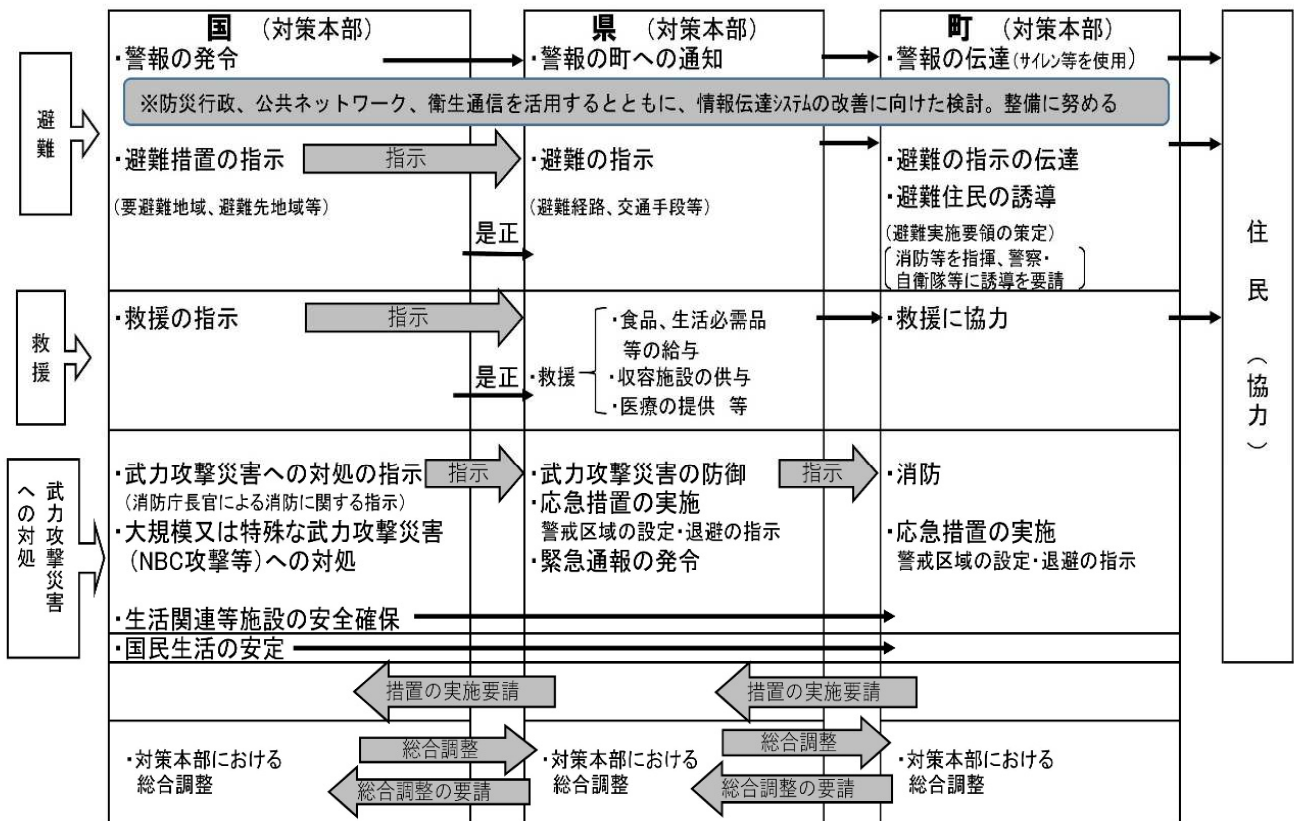 国 (対策本部)
県 (対策本部)
町 (対策本部)
避難
・警報の発令
・警報の町への通知
・警報の伝達(サイレン等を使用)
※防災行政、公共ネットワーク、衛生通信を活用するとともに、情報伝達システムの改善に向けた検討。整備に努める
・避難措置の指示
指示
・避難の指示
・避難の指示の伝達
(要避難地域、避難先地域等)
(避難経路、交通手段等)
・避難住民の誘導
是正
(避難実施要領の策定)
消防等を指揮、警察・
自衛隊等に誘導を要請
住民(協力)
救援
・救援の指示
指示
・救援
・食品、生活必需品
等の給与
・収容施設の供与
・医療の提供 等
・救援に協力
是正
武力攻撃災害
への対処
・武力攻撃災害への対処の指示
(消防庁長官による消防に関する指示)
・大規模又は特殊な武力攻撃災害
(NBC攻撃等)への対処
指示
・武力攻撃災害の防御
・応急措置の実施
警戒区域の設定・退避の指示
・緊急通報の発令
指示
・消防
・応急措置の実施
警戒区域の設定・退避の指示
・生活関連等施設の安全確保
・国民生活の安定
措置の実施要請
措置の実施要請
・対策本部における
総合調整
総合調整
総合調整の要請
・対策本部における
総合調整
総合調整
総合調整の要請
・対策本部における
総合調整